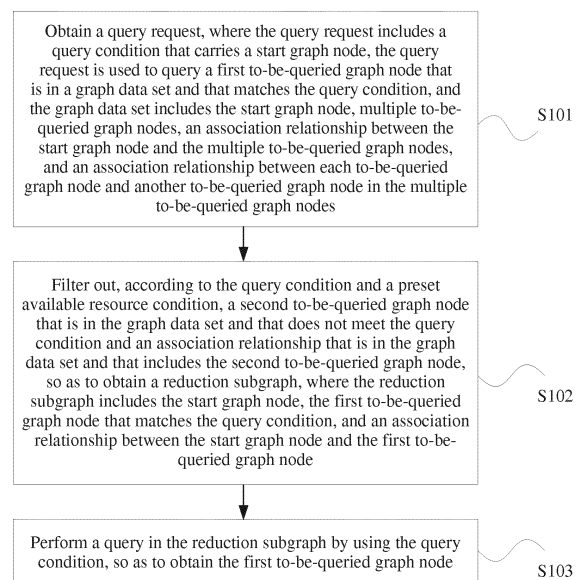 Obtain a query request, where the query request includes a
query condition that carries a start graph node, the query
request is used to query a first to-be-queried graph node that
is in a graph data set and that matches the query condition, and
the graph data set includes the start graph node, multiple to-be-
queried graph nodes, an association relationship between the
start graph node and the multiple to-be-queried graph nodes,
and an association relationship between each to-be-queried
graph node and another to-be-queried graph node in the multiple
to-be-queried graph nodes
S101
Filter out, according to the query condition and a preset
available resource condition, a second to-be-queried graph node
that is in the graph data set and that does not meet the query
condition and an association relationship that is in the graph
data set and that includes the second to-be-queried graph node,
so as to obtain a reduction subgraph, where the reduction
subgraph includes the start graph node, the first to-be-queried
graph node that matches the query condition, and an association
relationship between the start graph node and the first to-be-
queried graph node
S102
Perform a query in the reduction subgraph by using the query
condition, so as to obtain the first to-be-queried graph node
S103